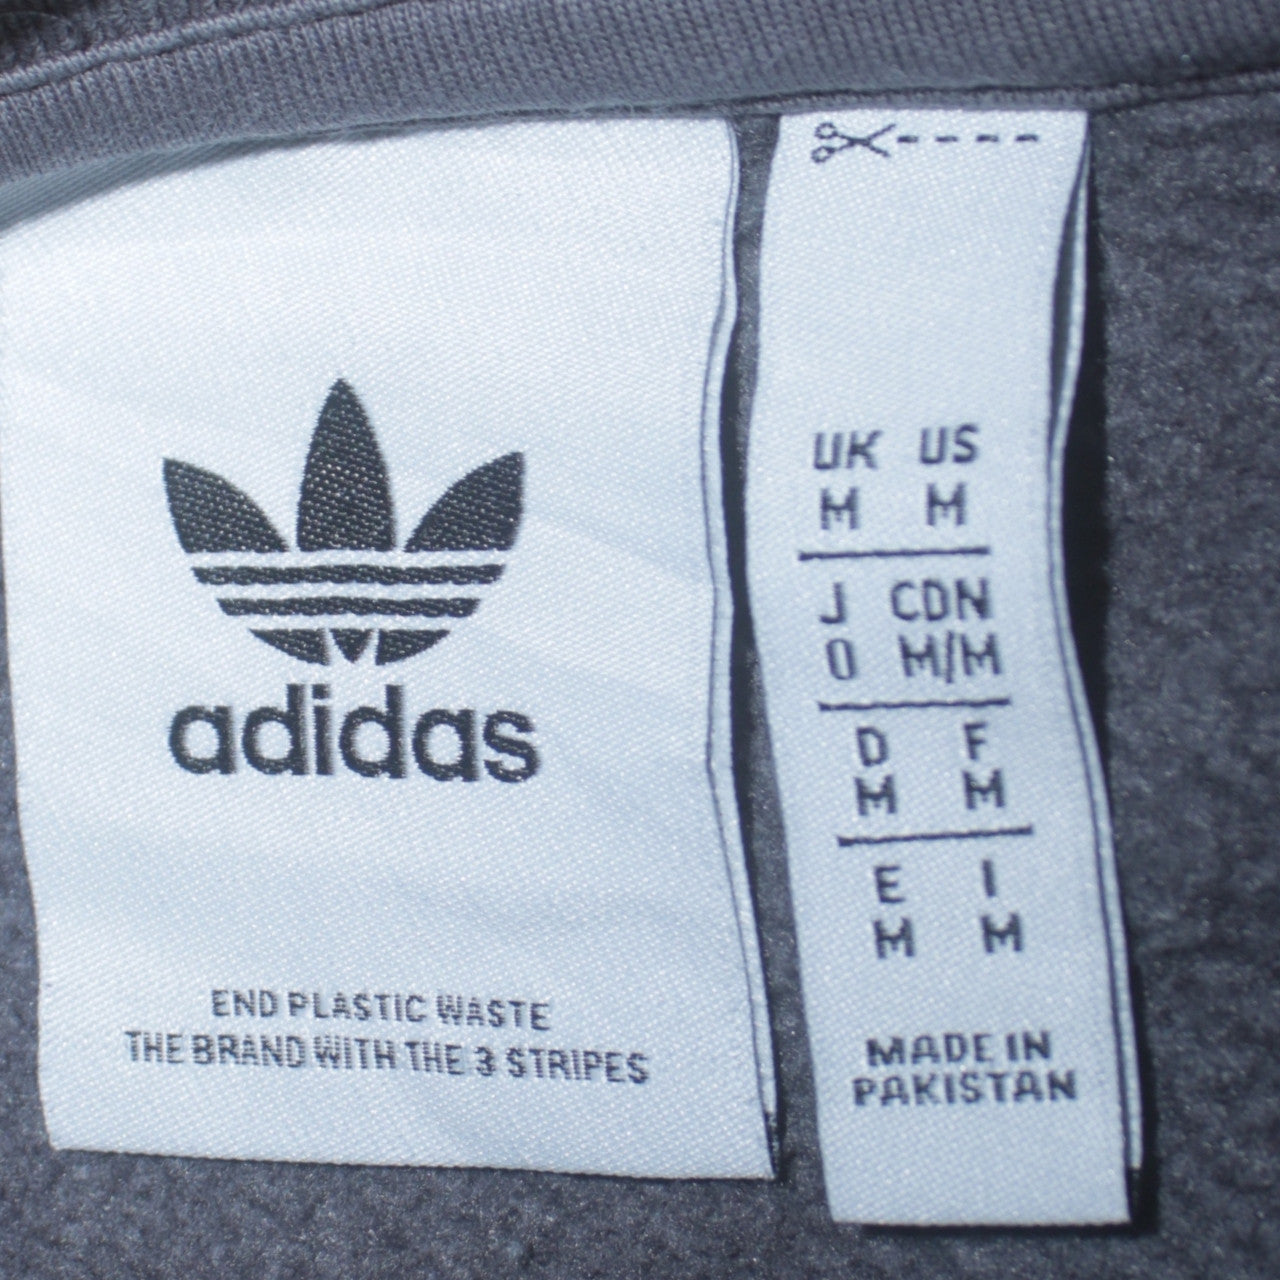 adidas
END PLASTIC WASTE
THE BRAND WITH THE 3 STRIPES
UK US
M M
J CDN
O M/M
D F
M M
E I
M M
MADE IN
PAKISTAN